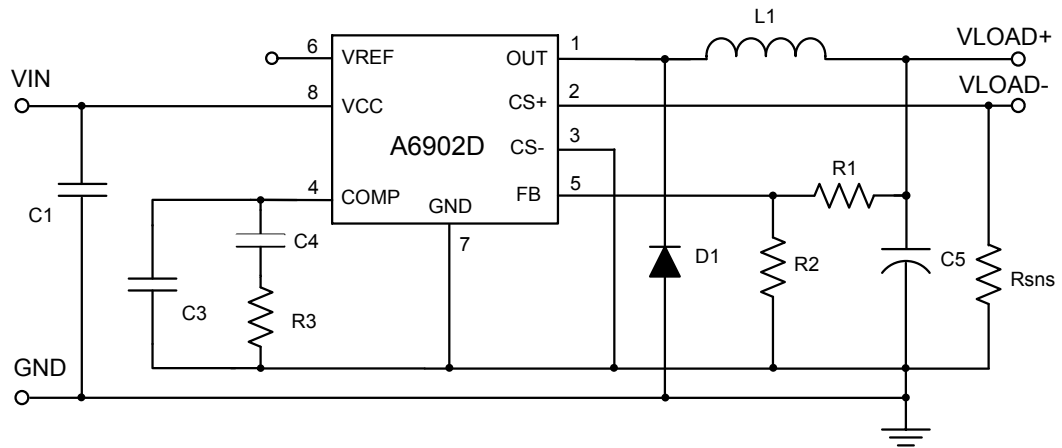 L1
VLOAD+
VLOAD-
VIN
6
VREF
OUT
1
8
VCC
CS+
2
A6902D
CS-
3
4
COMP
GND
FB
5
R1
7
C1
C4
D1
R2
C5
Rsns
C3
R3
GND